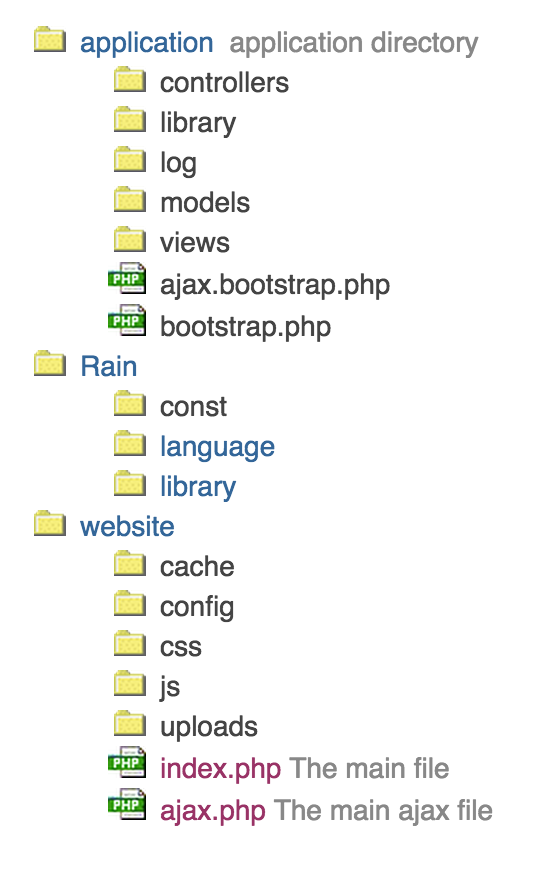 application application directory
controllers
library
log
models
views
PHP ajax.bootstrap.php
PHP bootstrap.php
Rain
const
language
library
website
cache
config
css
js
uploads
PHP index.php The main file
PHP ajax.php The main ajax file